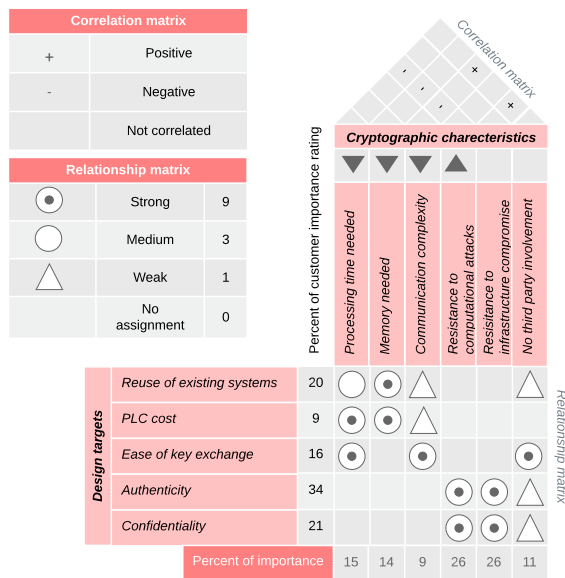 Correlation matrix
+ Positive
- Negative
Not correlated
Relationship matrix
Strong 9
Medium 3
Weak 1
No
assignment 0
Correlation matrix
-
+
-
-
+
Cryptographic charecteristics
Percent of customer importance rating
Processing time needed
Memory needed
Communication complexity
Resistance to
computational attacks
Resisitance to
infrastructure compromise
No third party involvement
Design targets
Reuse of existing systems 20
PLC cost 9
Ease of key exchange 16
Authenticity 34
Confidentiality 21
Relationship matrix
Percent of importance 15 14 9 26 26 11